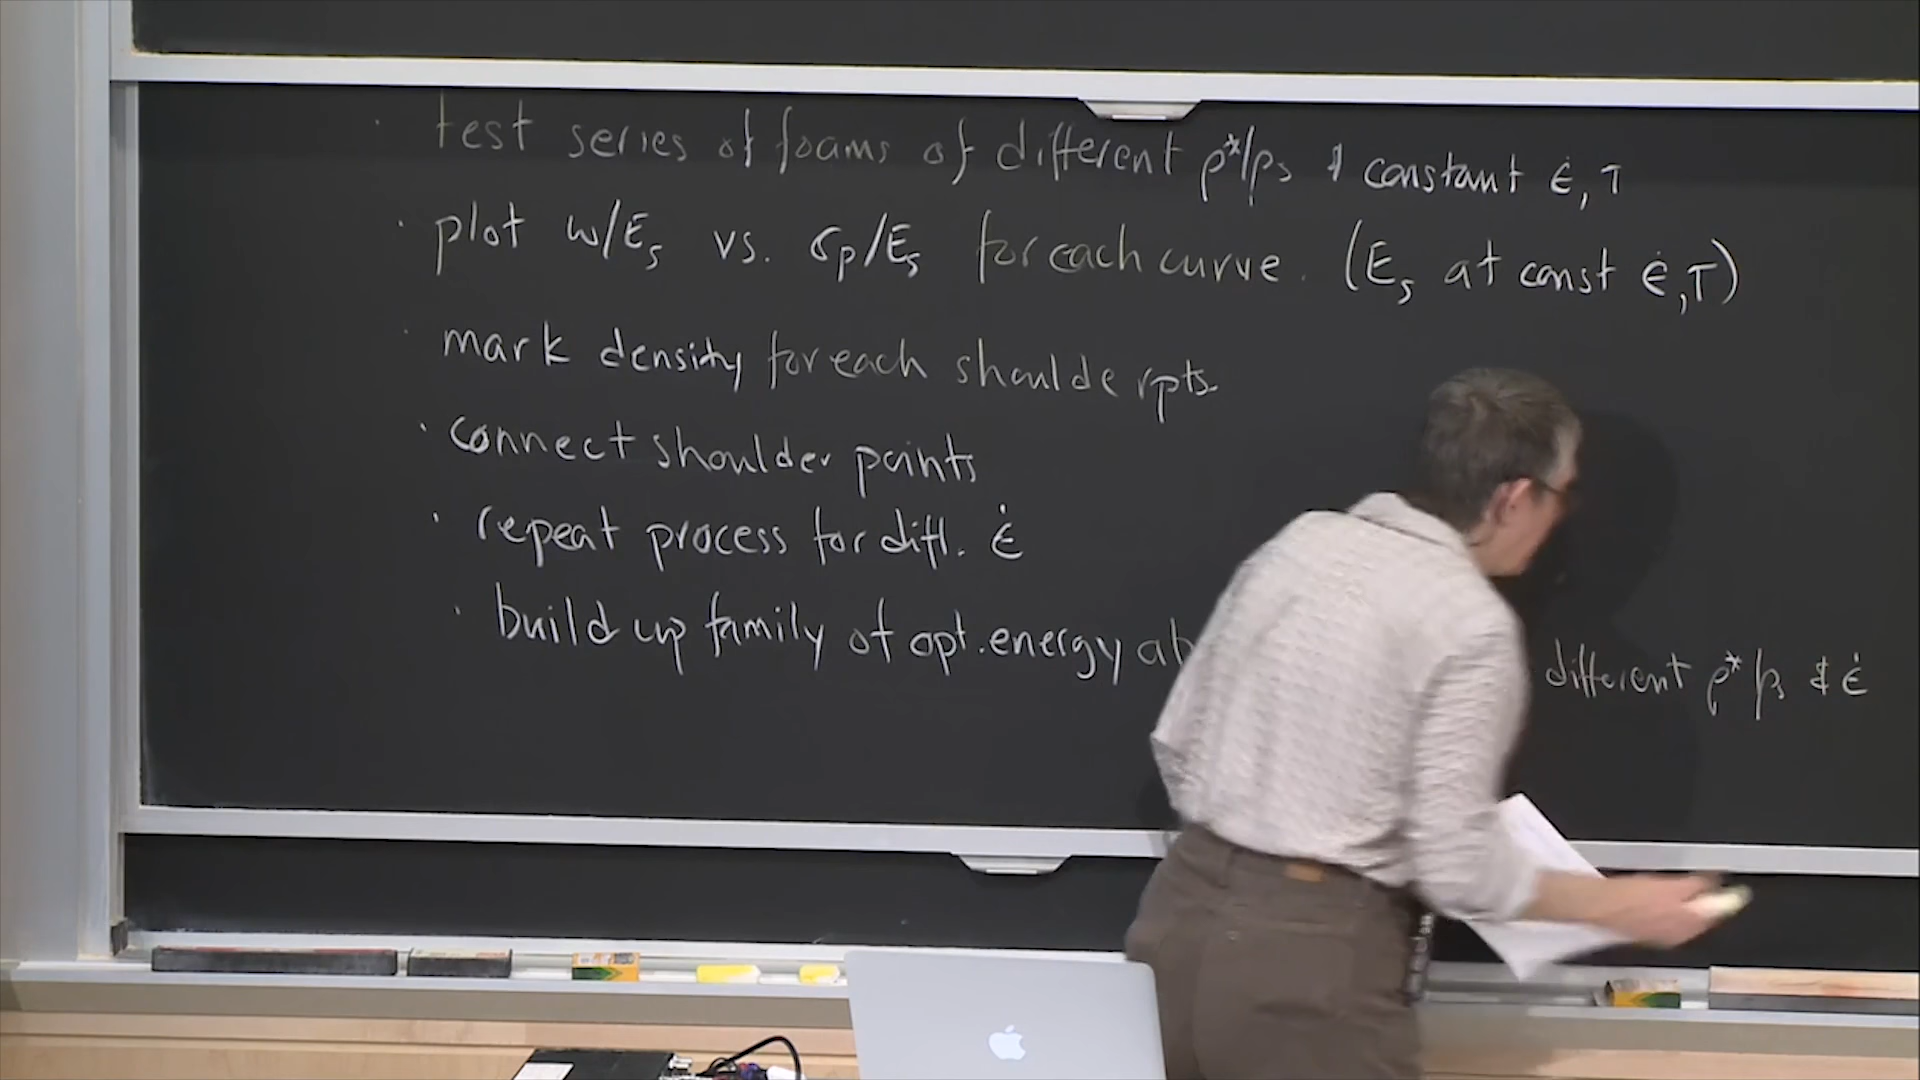 · test series of foams of different ρ*/ρs & constant ε̇, T
· plot w/Es vs. σp/Es for each curve. (Es at const ε̇, T)
· mark density for each shoulder pts
· connect shoulder points
· repeat process for diff. ε̇
· build up family of opt. energy ab different ρ*/ρs & ε̇